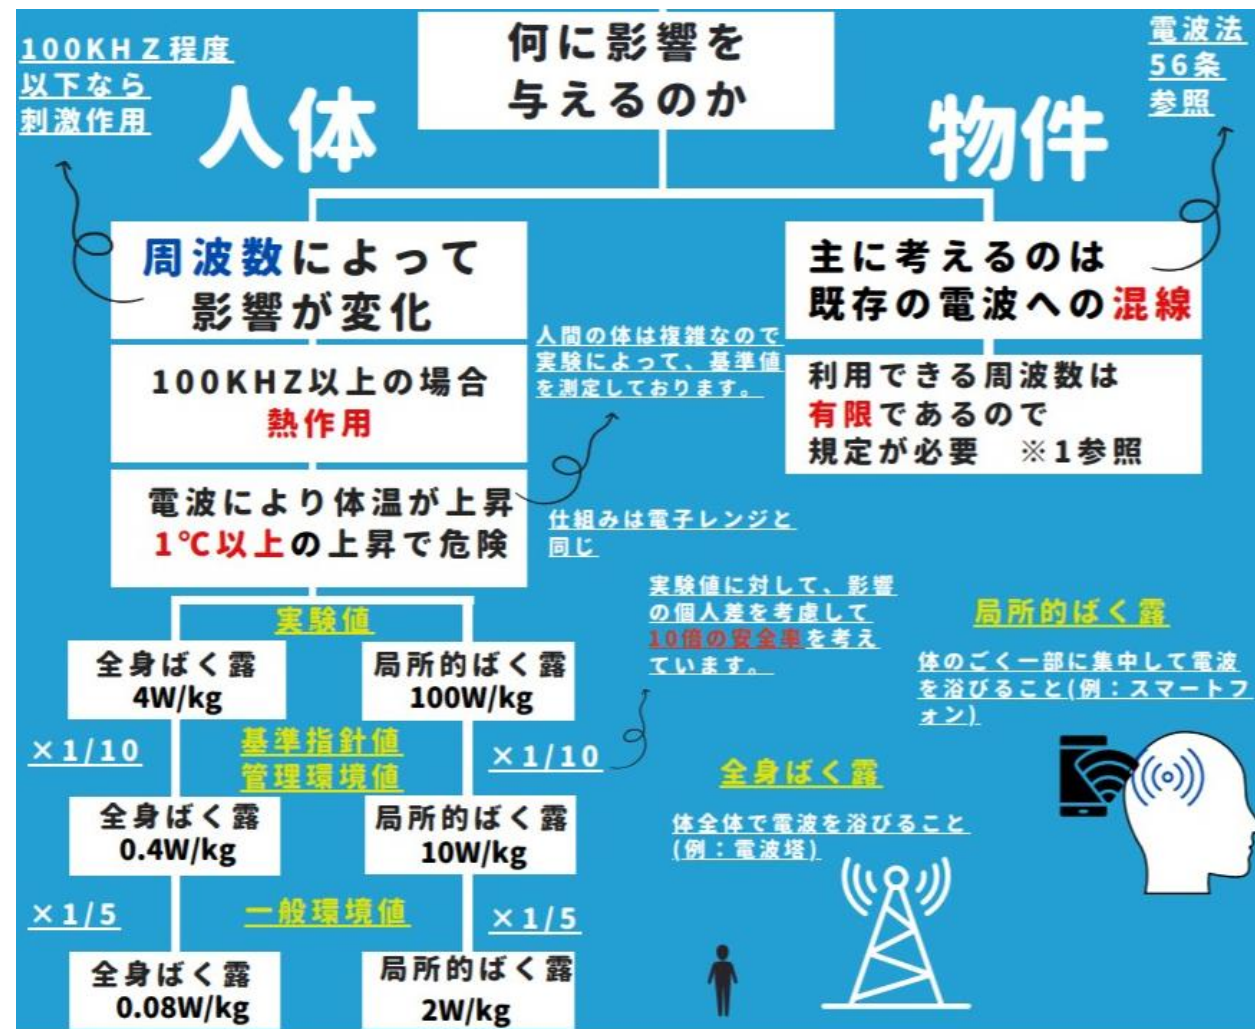 何に影響を
与えるのか
100KHZ程度
以下なら
刺激作用
人体
周波数によって
影響が変化
100KHZ以上の場合
熱作用
電波により体温が上昇
1℃以上の上昇で危険
人間の体は複雑なので
実験によって、基準値
を測定しております。
仕組みは電子レンジと
同じ
実験値
全身ばく露
4W/kg
局所的ばく露
100W/kg
×1/10
基準指針値
管理環境値
×1/10
実験値に対して、影響
の個人差を考慮して
10倍の安全率を考え
ています。
全身ばく露
0.4W/kg
局所的ばく露
10W/kg
×1/5
一般環境値
×1/5
全身ばく露
0.08W/kg
局所的ばく露
2W/kg
電波法
56条
参照
物件
主に考えるのは
既存の電波への混線
利用できる周波数は
有限であるので
規定が必要　※1参照
局所的ばく露
体のごく一部に集中して電波
を浴びること(例：スマートフ
ォン)
全身ばく露
体全体で電波を浴びること
(例：電波塔)